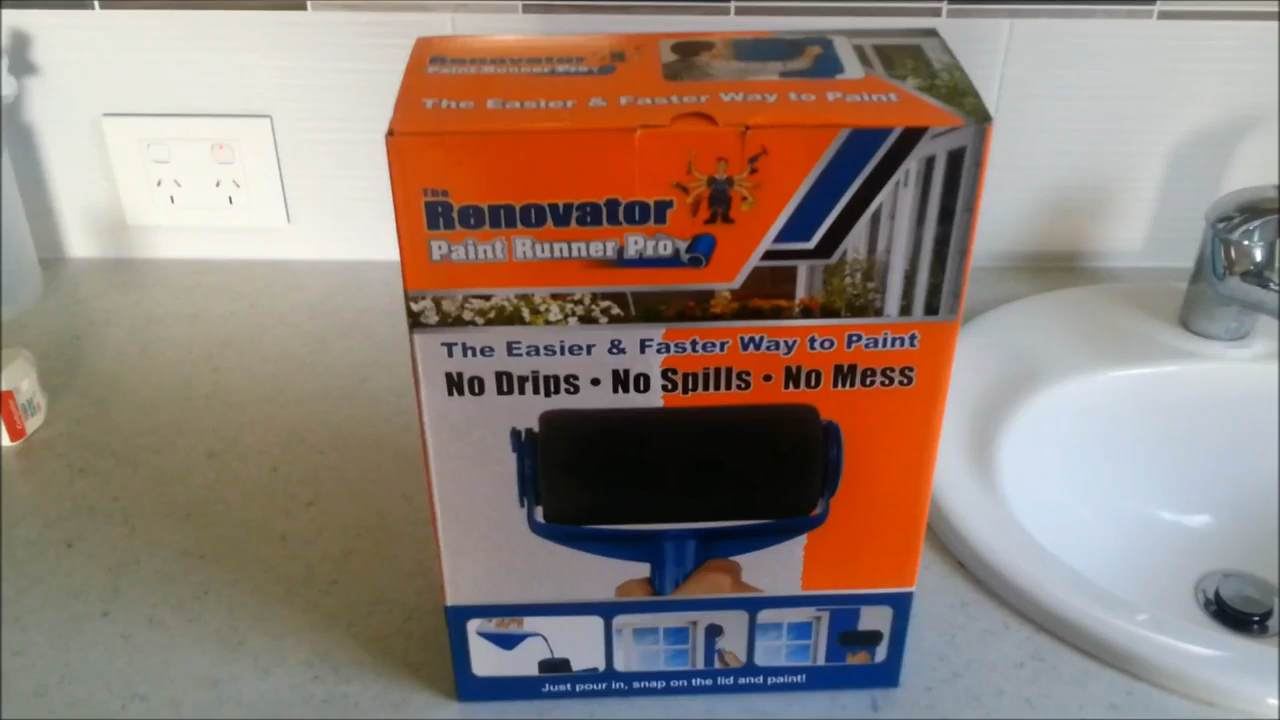 Renovator
Paint Runner Pro
The Easier & Faster Way to Paint
The
Renovator
Paint Runner Pro
The Easier & Faster Way to Paint
No Drips • No Spills • No Mess
Just pour in, snap on the lid and paint!